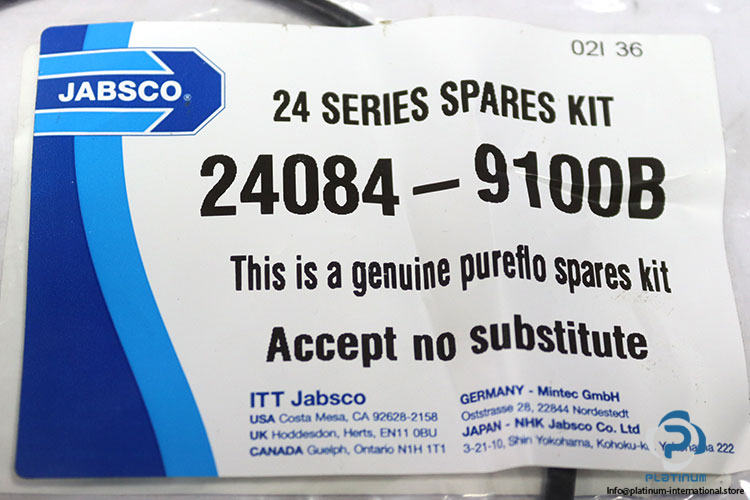 02I 36
JABSCO®
24 SERIES SPARES KIT
24084-9100B
This is a genuine pureflo spares kit
Accept no substitute
ITT Jabsco
USA Costa Mesa, CA 92628-2158
UK Hoddesdon, Herts, EN11 0BU
CANADA Guelph, Ontario N1H 1T1
GERMANY - Mintec GmbH
Oststrasse 28, 22844 Nordestedt
JAPAN - NHK Jabsco Co. Ltd
3-21-10, Shin Yokohama, Kohoku-ku, Yokohama 222
PLATINUM
Info@platinum-international.store